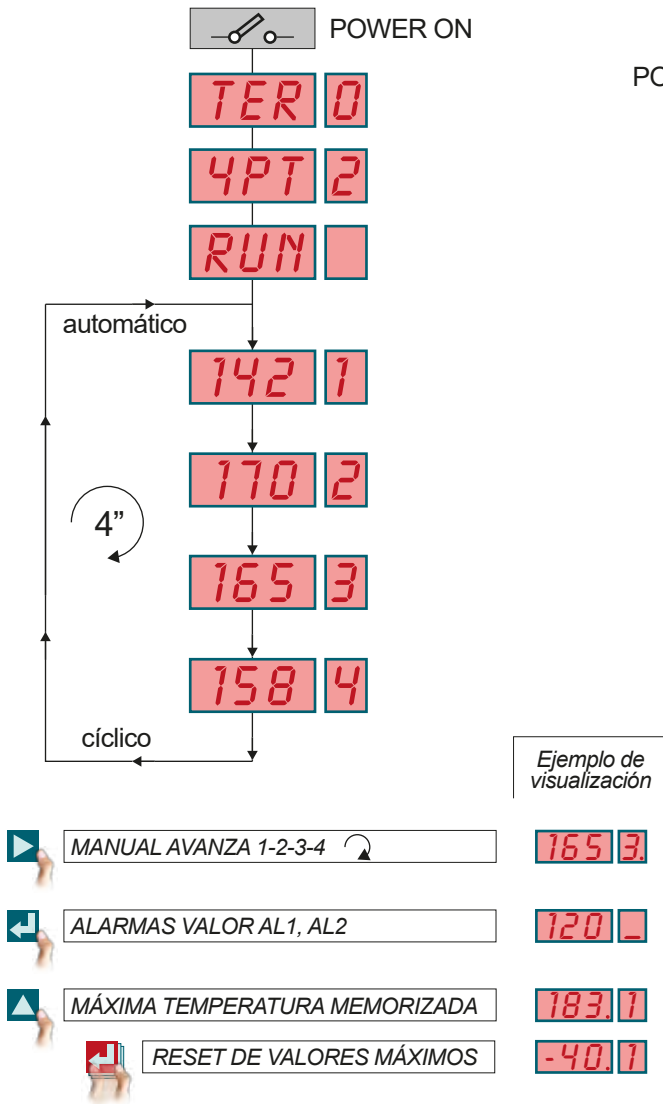 POWER ON
PO
TER 0
4PT 2
RUN
automático
142 1
170 2
4”
165 3
158 4
cíclico
Ejemplo de
visualización
MANUAL AVANZA 1-2-3-4
165 3.
ALARMAS VALOR AL1, AL2
120 _
MÁXIMA TEMPERATURA MEMORIZADA
183. 1
RESET DE VALORES MÁXIMOS
-40. 1